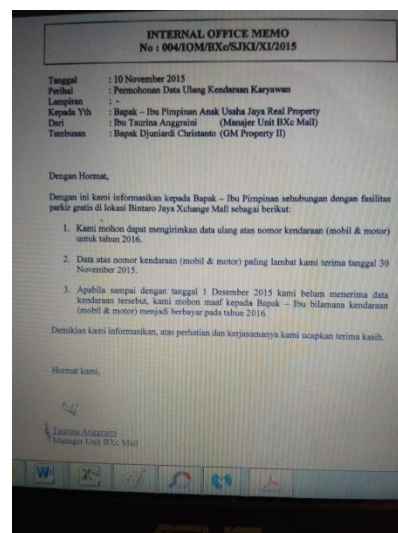 INTERNAL OFFICE MEMO
No : 004/IOM/BXc/SJKI/XI/2015
Tanggal : 10 November 2015
Perihal : Permohonan Data Ulang Kendaraan Karyawan
Lampiran : -
Kepada Yth : Bapak – Ibu Pimpinan Anak Usaha Jaya Real Property
Dari : Ibu Taurina Anggraini (Manajer Unit BXc Mall)
Tembusan : Bapak Djuniardi Christanto (GM Property II)
Dengan Hormat,
Dengan ini kami informasikan kepada Bapak – Ibu Pimpinan sehubungan dengan fasilitas
parkir gratis di lokasi Bintaro Jaya Xchange Mall sebagai berikut:
1. Kami mohon dapat mengirimkan data ulang atas nomor kendaraan (mobil & motor)
untuk tahun 2016.
2. Data atas nomor kendaraan (mobil & motor) paling lambat kami terima tanggal 30
November 2015.
3. Apabila sampai dengan tanggal 1 Desember 2015 kami belum menerima data
kendaraan tersebut, kami mohon maaf kepada Bapak – Ibu bilamana kendaraan
(mobil & motor) menjadi berbayar pada tahun 2016.
Demikian kami informasikan, atas perhatian dan kerjasamanya kami ucapkan terima kasih.
Hormat kami,
Taurina Anggraini
Manager Unit BXc Mall